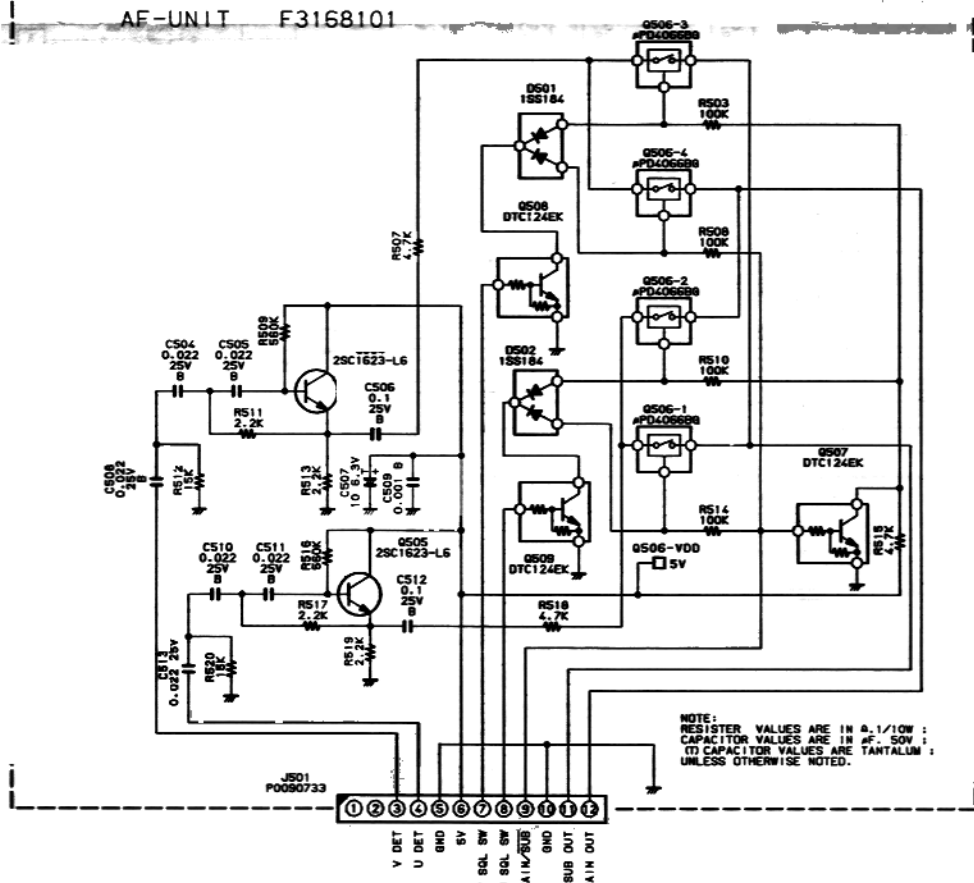 AF-UNIT F3168101
Q506-3
µPD4066BG
D501
1SS184
R503
100K
Q506-4
µPD4066BG
Q508
DTC124EK
R507
4.7K
R508
100K
Q506-2
µPD4066BG
R509
560K
C504
0.022
25V
B
C505
0.022
25V
B
2SC1623-L6
D502
1SS184
R510
100K
C506
0.1
25V
B
R511
2.2K
Q506-1
µPD4066BG
Q507
DTC124EK
C508
0.022
25V
B
R512
15K
R513
2.2K
C507
10 6.3V
T +
C509
0.001 B
R514
100K
R515
4.7K
C510
0.022
25V
B
C511
0.022
25V
B
R516
560K
Q505
2SC1623-L6
Q509
DTC124EK
Q506-VDD
5V
C512
0.1
25V
B
R517
2.2K
R518
4.7K
C513
0.022 25V
R520
15K
R519
2.2K
NOTE:
RESISTER VALUES ARE IN Ω.1/10W :
CAPACITOR VALUES ARE IN µF. 50V :
(T) CAPACITOR VALUES ARE TANTALUM :
UNLESS OTHERWISE NOTED.
J501
P0090733
1 2 3 4 5 6 7 8 9 10 11 12
V DET
U DET
GND
5V
SQL SW
SQL SW
AIN/SUB
GND
SUB OUT
AIN OUT